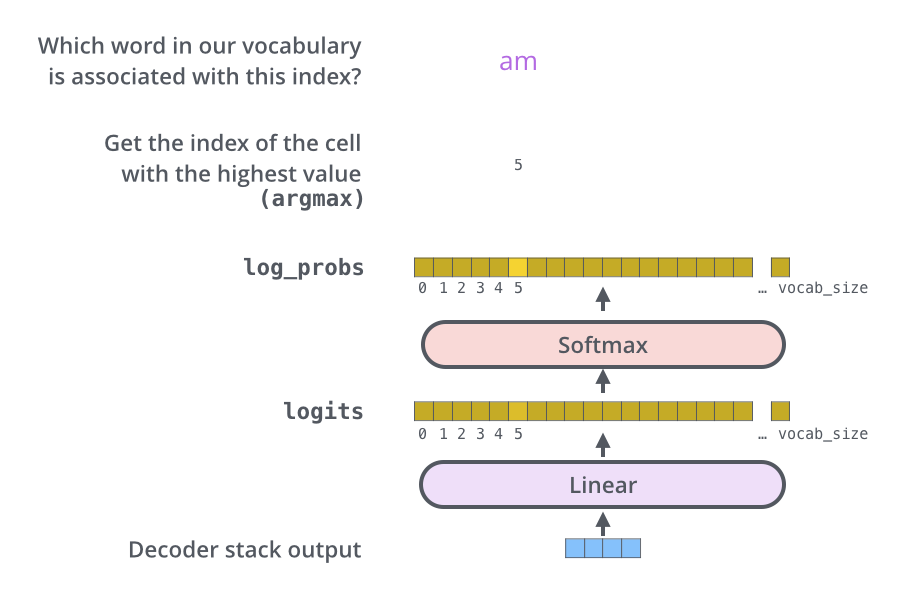 Which word in our vocabulary
is associated with this index?
am
Get the index of the cell
with the highest value
(argmax)
5
log_probs
0 1 2 3 4 5 … vocab_size
Softmax
logits
0 1 2 3 4 5 … vocab_size
Linear
Decoder stack output